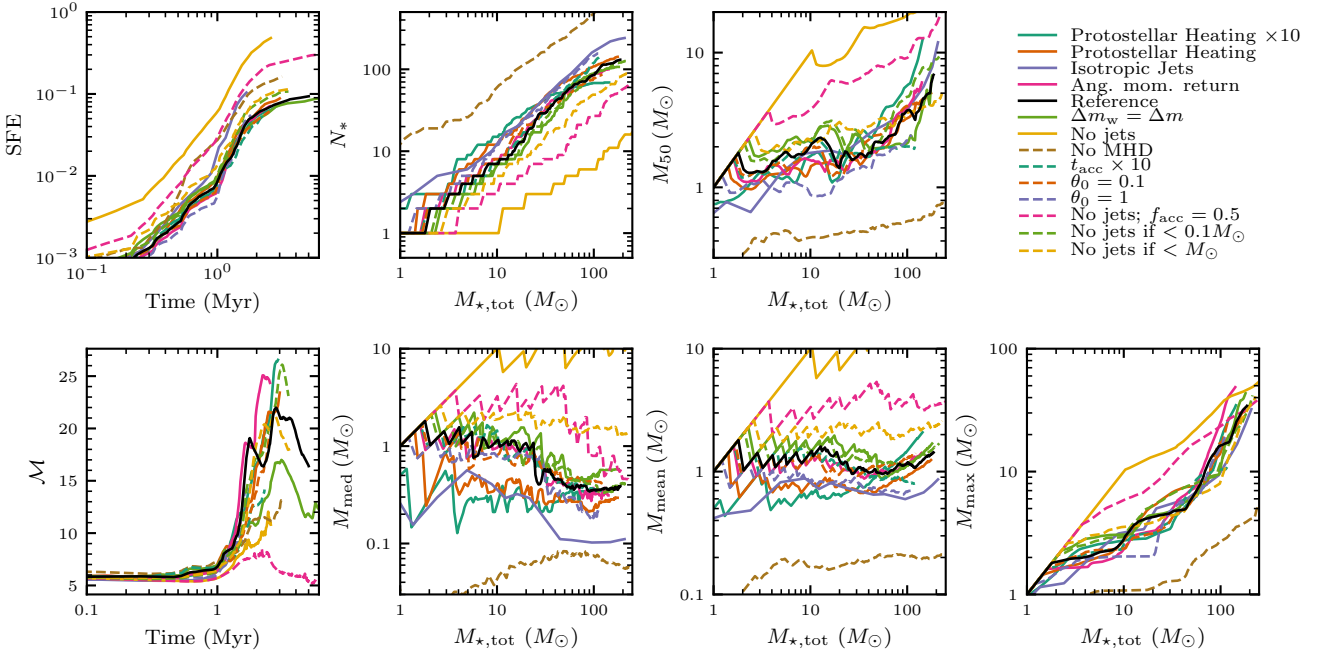 SFE
10⁰
10⁻¹
10⁻²
10⁻³
10⁻¹
10⁰
Time (Myr)
N*
100
10
1
1
10
100
M⋆,tot (M⊙)
M50 (M⊙)
10
1
1
10
100
M⋆,tot (M⊙)
Protostellar Heating ×10
Protostellar Heating
Isotropic Jets
Ang. mom. return
Reference
Δmw = Δm
No jets
No MHD
tacc × 10
θ0 = 0.1
θ0 = 1
No jets; facc = 0.5
No jets if < 0.1M⊙
No jets if < M⊙
ℳ
25
20
15
10
5
0.1
1
Time (Myr)
Mmed (M⊙)
10
1
0.1
1
10
100
M⋆,tot (M⊙)
Mmean (M⊙)
10
1
0.1
1
10
100
M⋆,tot (M⊙)
Mmax (M⊙)
100
10
1
1
10
100
M⋆,tot (M⊙)